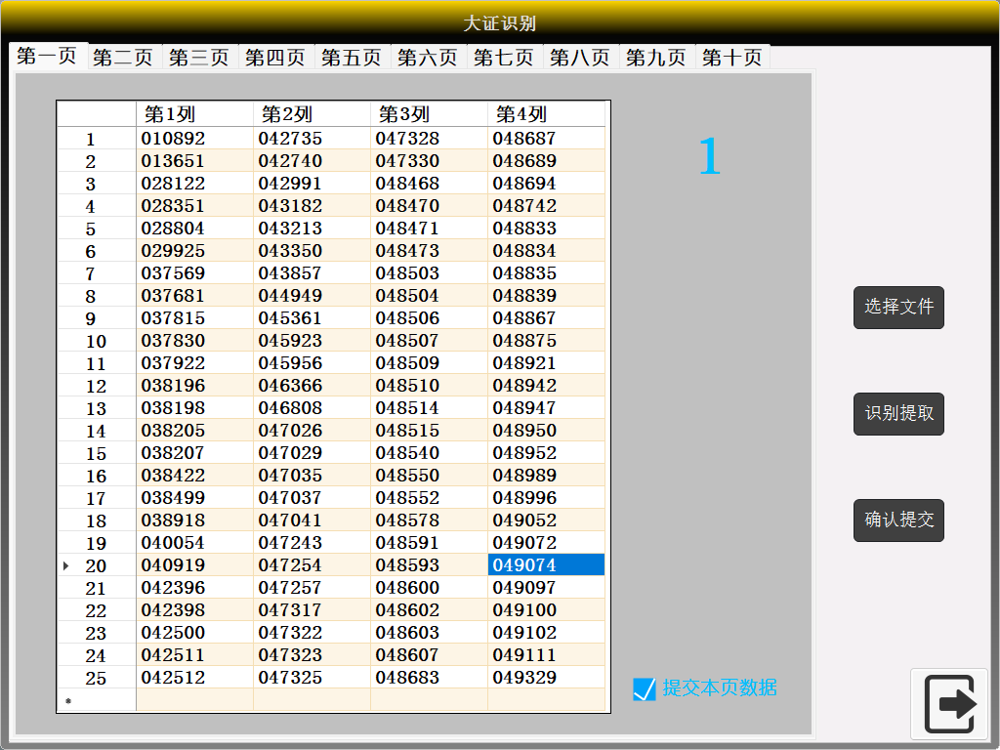 大证识别
第一页 第二页 第三页 第四页 第五页 第六页 第七页 第八页 第九页 第十页
第1列 第2列 第3列 第4列
1 010892 042735 047328 048687
2 013651 042740 047330 048689
3 028122 042991 048468 048694
4 028351 043182 048470 048742
5 028804 043213 048471 048833
6 029925 043350 048473 048834
7 037569 043857 048503 048835
8 037681 044949 048504 048839
9 037815 045361 048506 048867
10 037830 045923 048507 048875
11 037922 045956 048509 048921
12 038196 046366 048510 048942
13 038198 046808 048514 048947
14 038205 047026 048515 048950
15 038207 047029 048540 048952
16 038422 047035 048550 048989
17 038499 047037 048552 048996
18 038918 047041 048578 049052
19 040054 047243 048591 049072
20 040919 047254 048593 049074
21 042396 047257 048600 049097
22 042398 047317 048602 049100
23 042500 047322 048603 049102
24 042511 047323 048607 049111
25 042512 047325 048683 049329
*
1
提交本页数据
选择文件
识别提取
确认提交